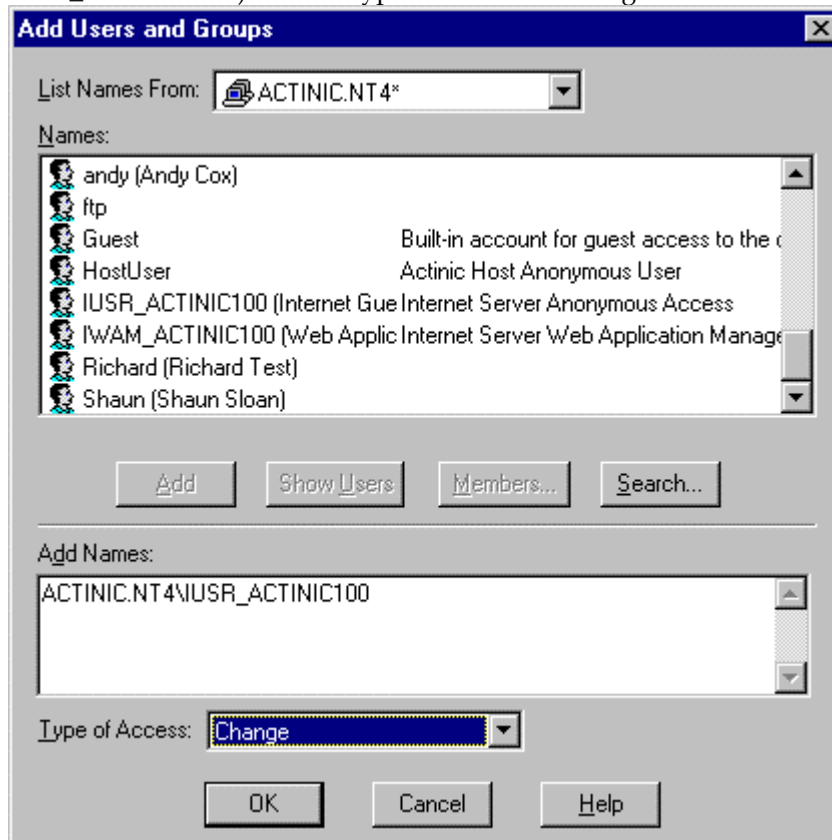 Add Users and Groups
List Names From: ACTINIC.NT4*
Names:
andy (Andy Cox)
ftp
Guest Built-in account for guest access to the c
HostUser Actinic Host Anonymous User
IUSR_ACTINIC100 (Internet Gue Internet Server Anonymous Access
IWAM_ACTINIC100 (Web Applic Internet Server Web Application Manage
Richard (Richard Test)
Shaun (Shaun Sloan)
Add Show Users Members... Search...
Add Names:
ACTINIC.NT4\IUSR_ACTINIC100
Type of Access: Change
OK Cancel Help